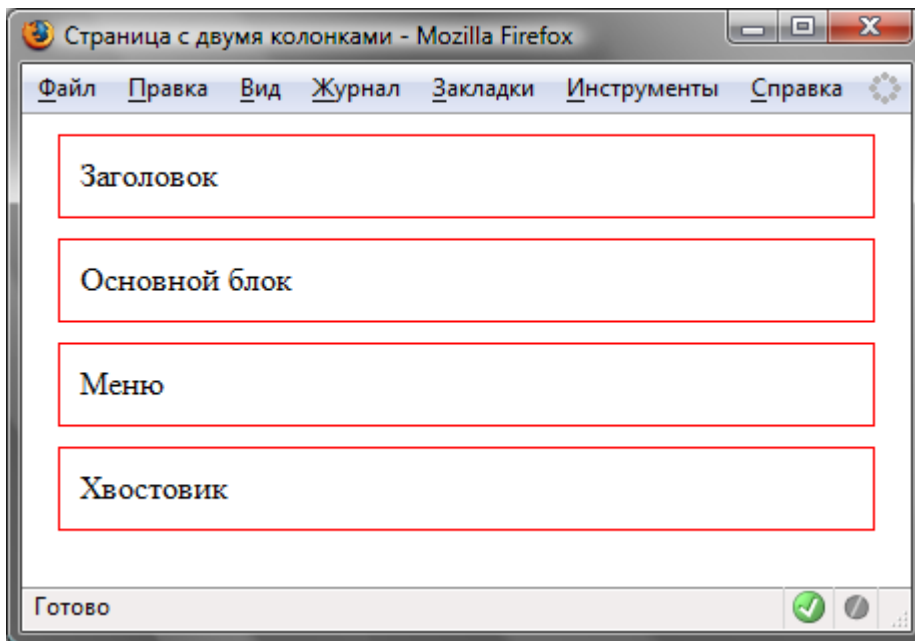 Страница с двумя колонками - Mozilla Firefox
Файл Правка Вид Журнал Закладки Инструменты Справка
Заголовок
Основной блок
Меню
Хвостовик
Готово